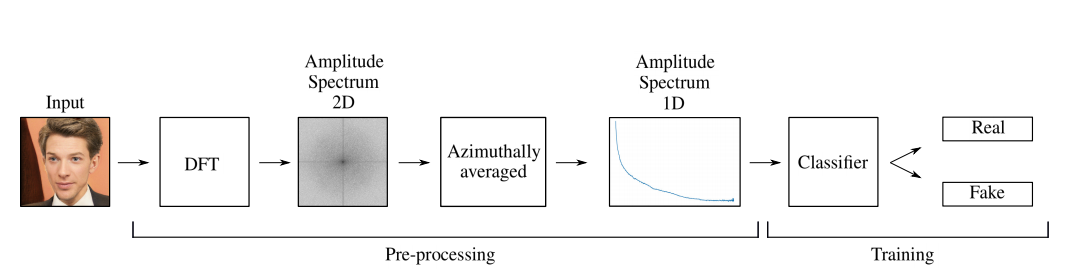 Input
DFT
Amplitude
Spectrum
2D
Azimuthally
averaged
Amplitude
Spectrum
1D
Classifier
Real
Fake
Pre-processing
Training